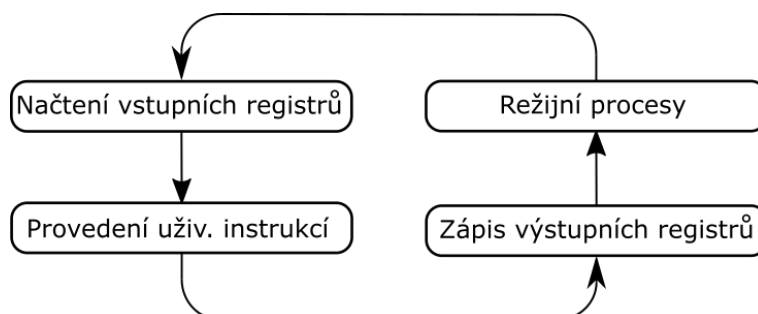 Načtení vstupních registrů
Režijní procesy
Provedení uživ. instrukcí
Zápis výstupních registrů